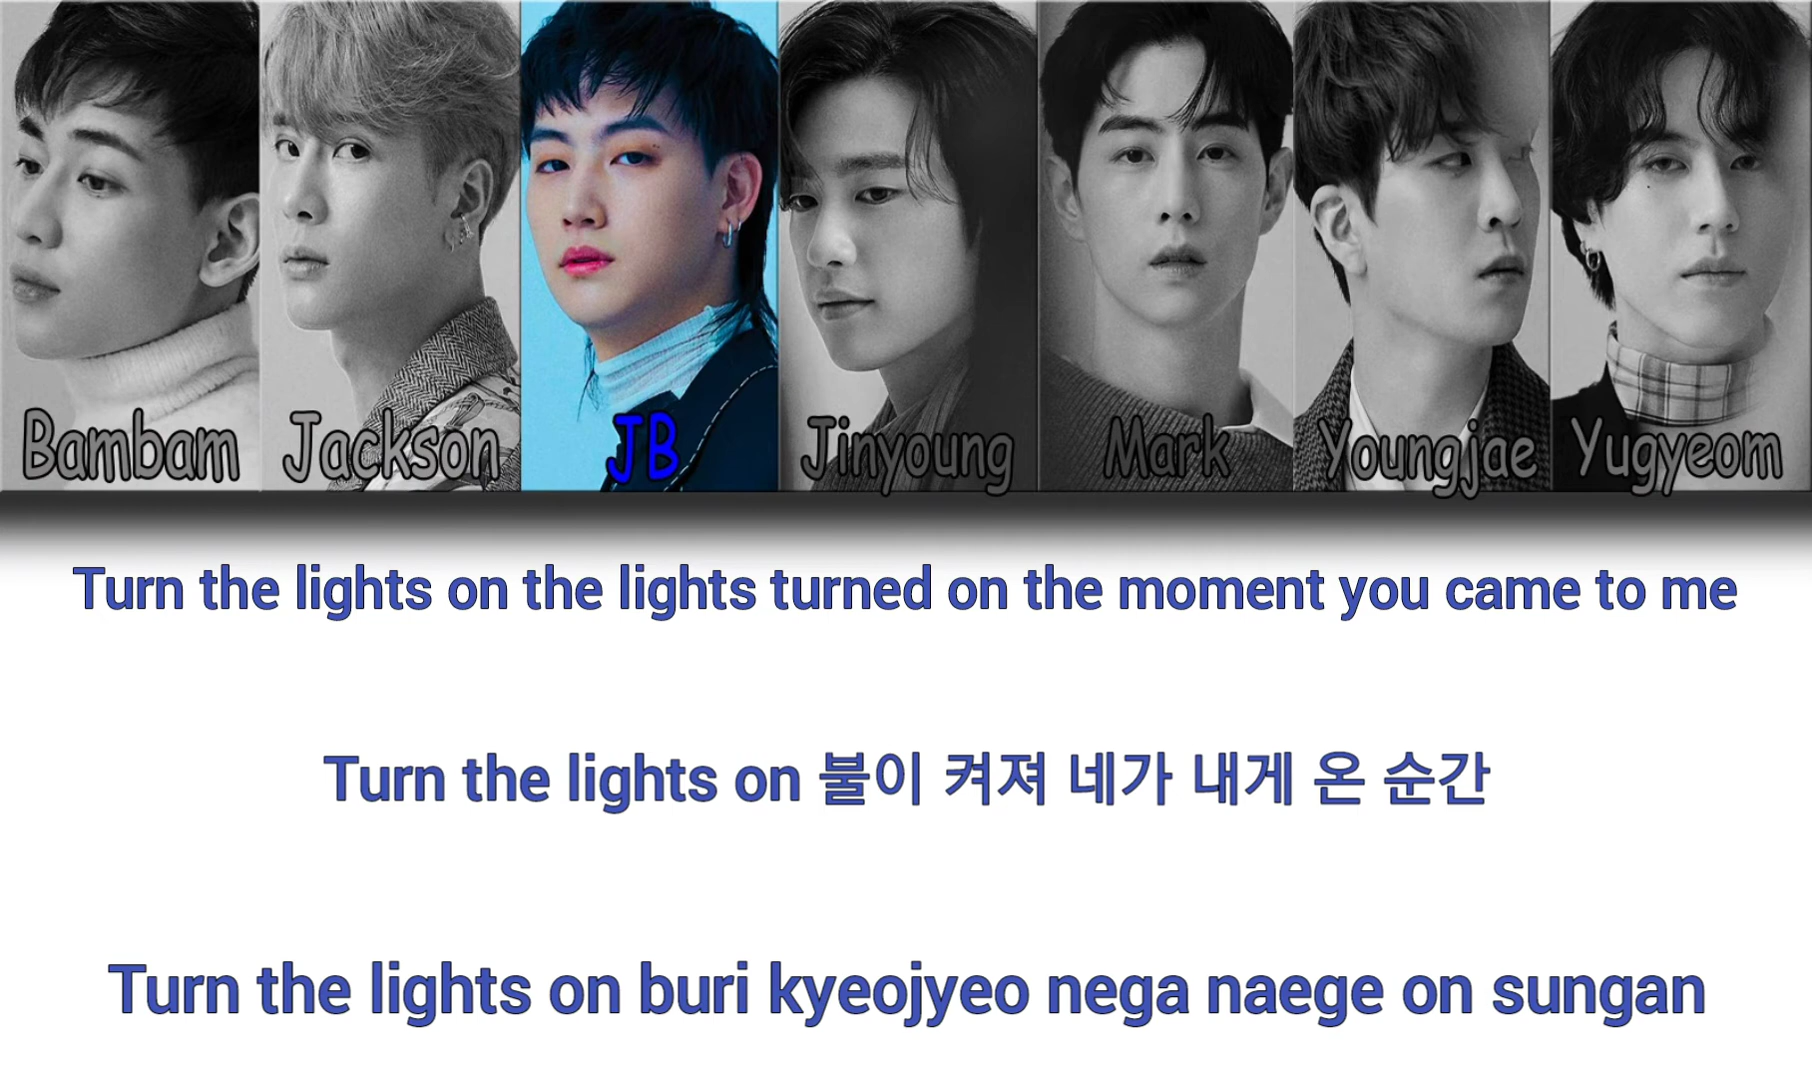 Bambam Jackson JB Jinyoung Mark Youngjae Yugyeom
Turn the lights on the lights turned on the moment you came to me
Turn the lights on 불이 켜져 네가 내게 온 순간
Turn the lights on buri kyeojyeo nega naege on sungan